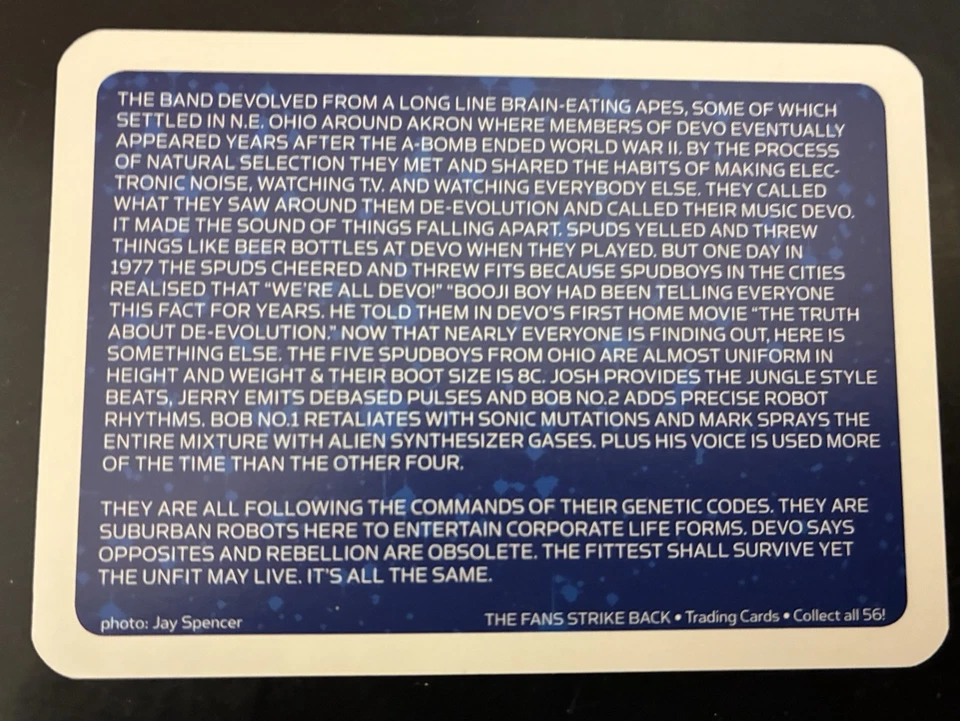 THE BAND DEVOLVED FROM A LONG LINE BRAIN-EATING APES, SOME OF WHICH
SETTLED IN N.E. OHIO AROUND AKRON WHERE MEMBERS OF DEVO EVENTUALLY
APPEARED YEARS AFTER THE A-BOMB ENDED WORLD WAR II. BY THE PROCESS
OF NATURAL SELECTION THEY MET AND SHARED THE HABITS OF MAKING ELEC-
TRONIC NOISE, WATCHING T.V. AND WATCHING EVERYBODY ELSE. THEY CALLED
WHAT THEY SAW AROUND THEM DE-EVOLUTION AND CALLED THEIR MUSIC DEVO.
IT MADE THE SOUND OF THINGS FALLING APART. SPUDS YELLED AND THREW
THINGS LIKE BEER BOTTLES AT DEVO WHEN THEY PLAYED. BUT ONE DAY IN
1977 THE SPUDS CHEERED AND THREW FITS BECAUSE SPUDBOYS IN THE CITIES
REALISED THAT "WE'RE ALL DEVO!" "BOOJI BOY HAD BEEN TELLING EVERYONE
THIS FACT FOR YEARS. HE TOLD THEM IN DEVO'S FIRST HOME MOVIE "THE TRUTH
ABOUT DE-EVOLUTION." NOW THAT NEARLY EVERYONE IS FINDING OUT, HERE IS
SOMETHING ELSE. THE FIVE SPUDBOYS FROM OHIO ARE ALMOST UNIFORM IN
HEIGHT AND WEIGHT & THEIR BOOT SIZE IS 8C. JOSH PROVIDES THE JUNGLE STYLE
BEATS, JERRY EMITS DEBASED PULSES AND BOB NO.2 ADDS PRECISE ROBOT
RHYTHMS. BOB NO.1 RETALIATES WITH SONIC MUTATIONS AND MARK SPRAYS THE
ENTIRE MIXTURE WITH ALIEN SYNTHESIZER GASES. PLUS HIS VOICE IS USED MORE
OF THE TIME THAN THE OTHER FOUR.
THEY ARE ALL FOLLOWING THE COMMANDS OF THEIR GENETIC CODES. THEY ARE
SUBURBAN ROBOTS HERE TO ENTERTAIN CORPORATE LIFE FORMS. DEVO SAYS
OPPOSITES AND REBELLION ARE OBSOLETE. THE FITTEST SHALL SURVIVE YET
THE UNFIT MAY LIVE. IT'S ALL THE SAME.
photo: Jay Spencer
THE FANS STRIKE BACK • Trading Cards • Collect all 56!